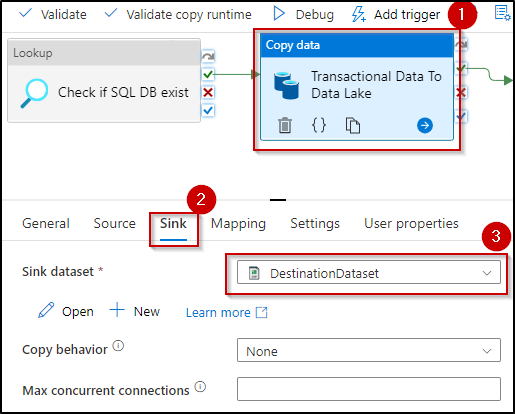 Validate Validate copy runtime Debug Add trigger 1
Lookup
Check if SQL DB exist
Copy data
Transactional Data To
Data Lake
{}
2
General Source Sink Mapping Settings User properties
3
Sink dataset * DestinationDataset
Open New Learn more
Copy behavior None
Max concurrent connections